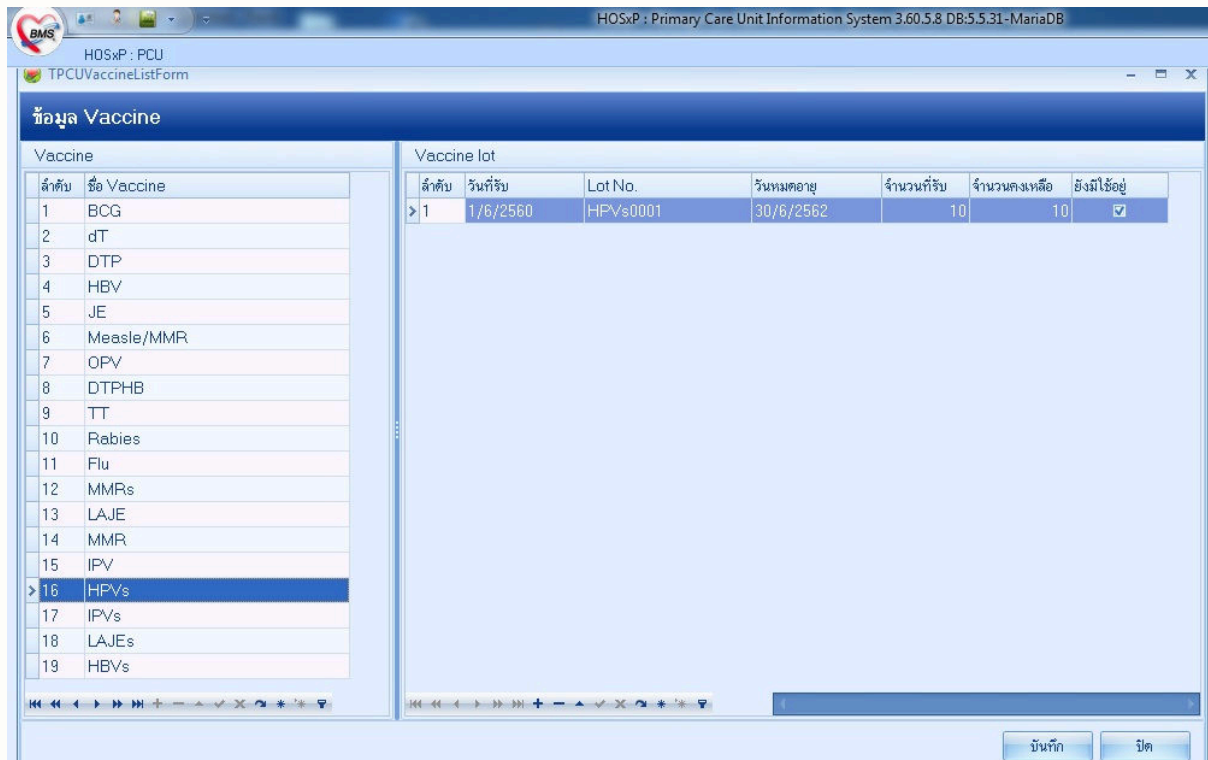 BMS
HOSxP : Primary Care Unit Information System 3.60.5.8 DB:5.5.31-MariaDB
HOSxP : PCU
TPCUVaccineListForm
ข้อมูล Vaccine
Vaccine
ลำดับ ชื่อ Vaccine
1 BCG
2 dT
3 DTP
4 HBV
5 JE
6 Measle/MMR
7 OPV
8 DTPHB
9 TT
10 Rabies
11 Flu
12 MMRs
13 LAJE
14 MMR
15 IPV
16 HPVs
17 IPVs
18 LAJEs
19 HBVs
Vaccine lot
ลำดับ วันที่รับ Lot No. วันหมดอายุ จำนวนที่รับ จำนวนคงเหลือ ยังมีใช้อยู่
1 1/6/2560 HPVs0001 30/6/2562 10 10
บันทึก ปิด